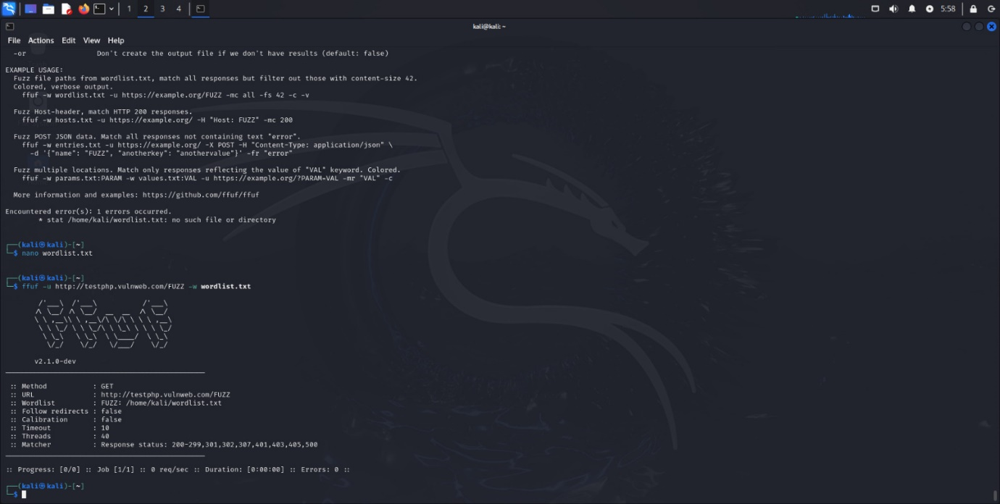 1 2 3 4 5:58
kali@kali: ~
File Actions Edit View Help
-or Don't create the output file if we don't have results (default: false)
EXAMPLE USAGE:
Fuzz file paths from wordlist.txt, match all responses but filter out those with content-size 42.
Colored, verbose output.
ffuf -w wordlist.txt -u https://example.org/FUZZ -mc all -fs 42 -c -v
Fuzz Host-header, match HTTP 200 responses.
ffuf -w hosts.txt -u https://example.org/ -H "Host: FUZZ" -mc 200
Fuzz POST JSON data. Match all responses not containing text "error".
ffuf -w entries.txt -u https://example.org/ -X POST -H "Content-Type: application/json" \
-d '{"name": "FUZZ", "anotherkey": "anothervalue"}' -fr "error"
Fuzz multiple locations. Match only responses reflecting the value of "VAL" keyword. Colored.
ffuf -w params.txt:PARAM -w values.txt:VAL -u https://example.org/?PARAM=VAL -mr "VAL" -c
More information and examples: https://github.com/ffuf/ffuf
Encountered error(s): 1 errors occurred.
* stat /home/kali/wordlist.txt: no such file or directory
┌──(kali㉿kali)-[~]
└─$ nano wordlist.txt
┌──(kali㉿kali)-[~]
└─$ ffuf -u http://testphp.vulnweb.com/FUZZ -w wordlist.txt
/'___\ /'___\ /'___\
/\ \__/ /\ \__/ __ __ /\ \__/
\ \ ,__\\ \ ,__\/\ \/\ \ \ \ ,__\
\ \ \_/ \ \ \_/\ \ \_\ \ \ \ \_/
\ \_\ \ \_\ \ \____/ \ \_\
\/_/ \/_/ \/___/ \/_/
v2.1.0-dev
________________________________________________
:: Method : GET
:: URL : http://testphp.vulnweb.com/FUZZ
:: Wordlist : FUZZ: /home/kali/wordlist.txt
:: Follow redirects : false
:: Calibration : false
:: Timeout : 10
:: Threads : 40
:: Matcher : Response status: 200-299,301,302,307,401,403,405,500
________________________________________________
:: Progress: [0/0] :: Job [1/1] :: 0 req/sec :: Duration: [0:00:00] :: Errors: 0 ::
┌──(kali㉿kali)-[~]
└─$